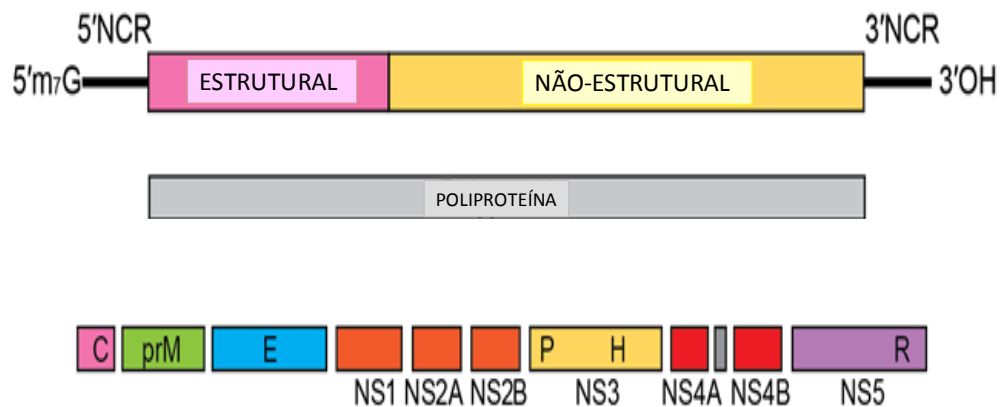 5′NCR 3′NCR
5′m₇G ESTRUTURAL NÃO-ESTRUTURAL 3′OH
POLIPROTEÍNA
C prM E P H R
NS1 NS2A NS2B NS3 NS4A NS4B NS5